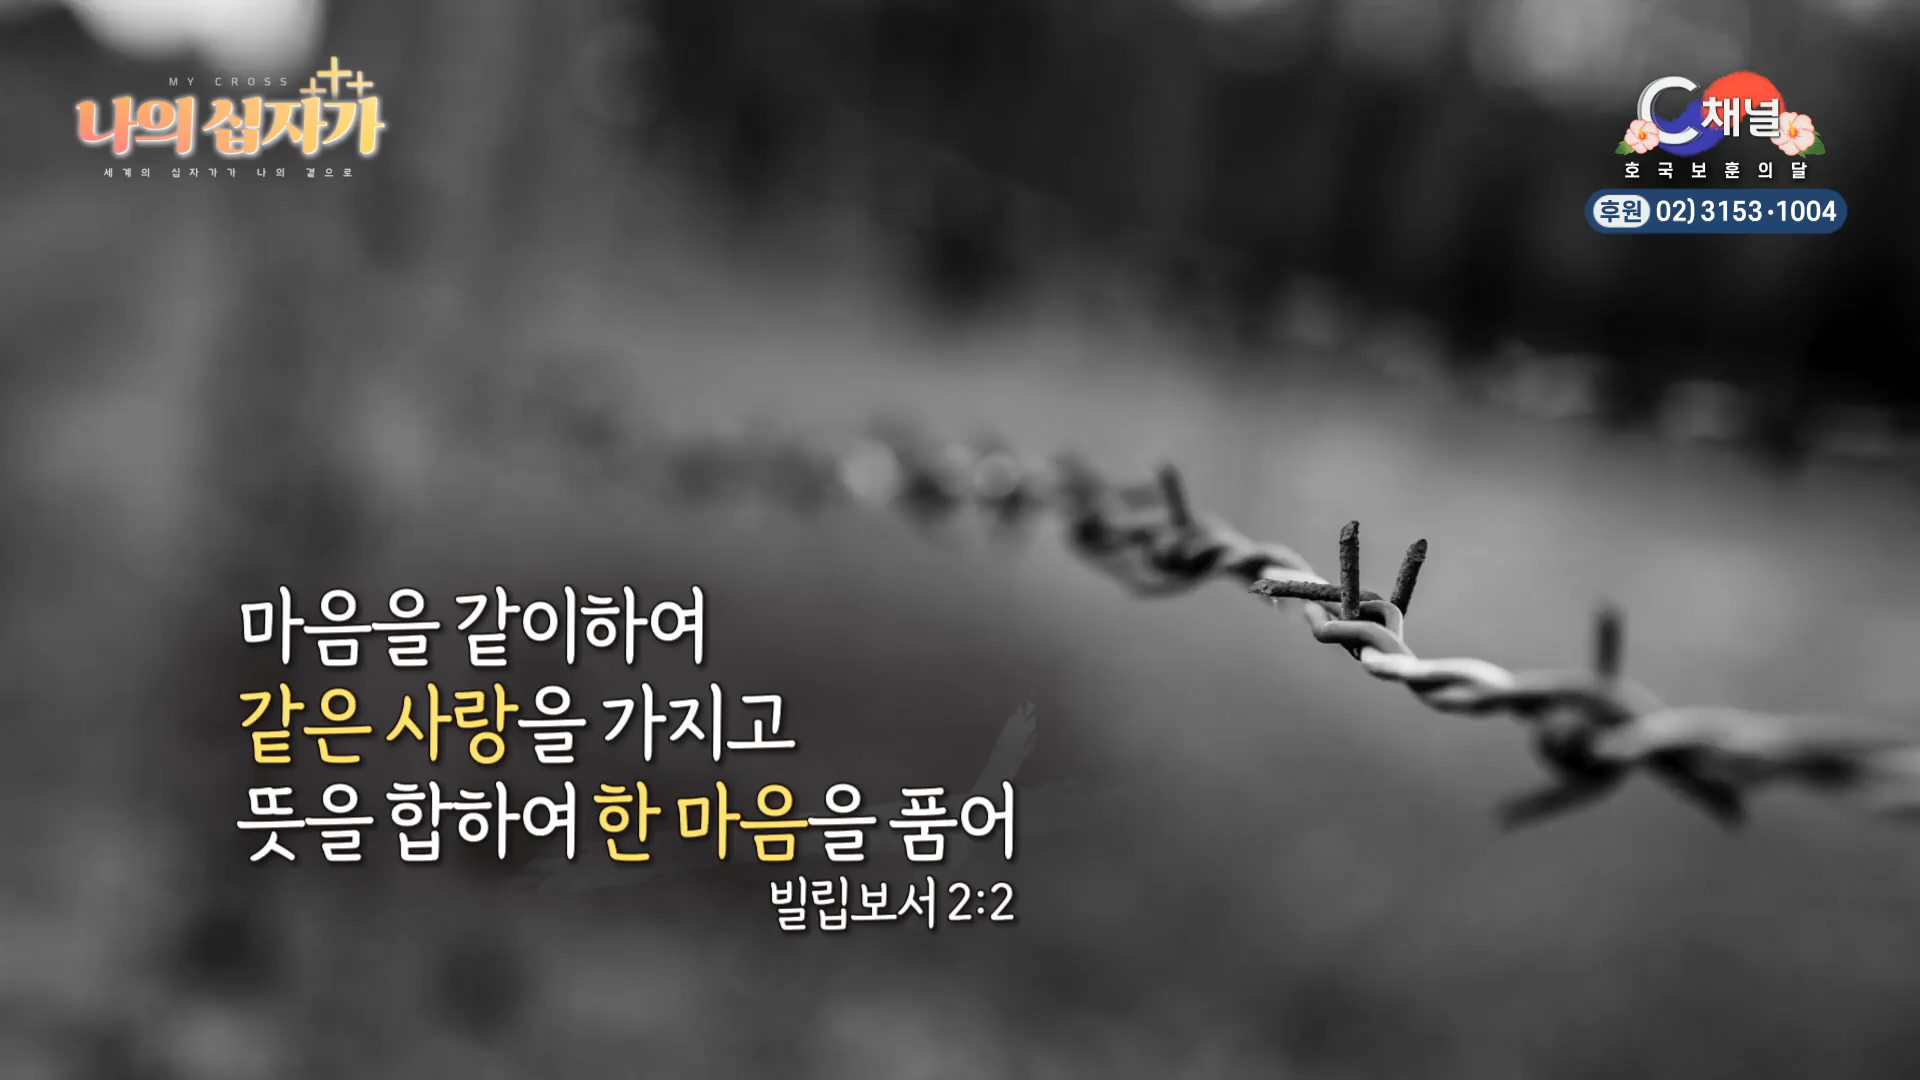 MY CROSS
나의 십자가
세계의 십자가가 나의 곁으로
C채널
호국보훈의달
후원 02)3153·1004
마음을 같이하여
같은 사랑을 가지고
뜻을 합하여 한 마음을 품어
빌립보서 2:2